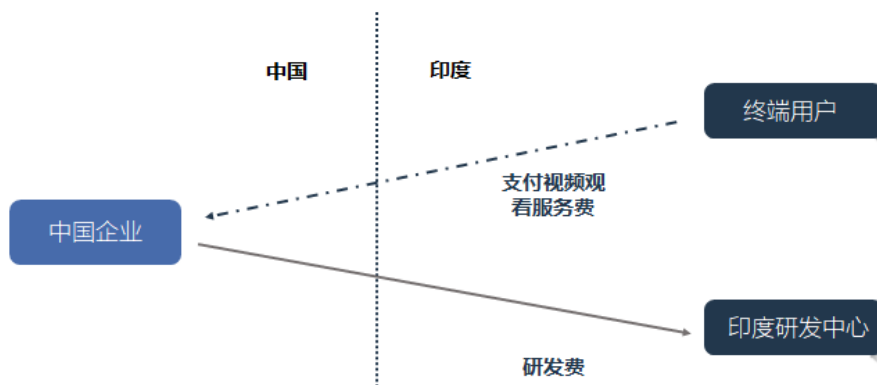 中国
印度
终端用户
支付视频观
看服务费
中国企业
印度研发中心
研发费